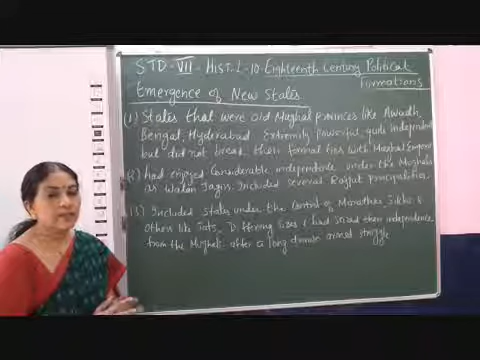 STD - VII - HIST. L - 10 - Eighteenth Century Political
Formations
Emergence of New States
(1) States that were old Mughal provinces like Awadh,
Bengal, Hyderabad Extremely powerful, quite independent
but did not break their formal ties with Mughal Emperor
(2) Had enjoyed Considerable independence under the Mughals
as Watan Jagirs. Included several Rajput principalities.
(3) Included states under the Control of Marathas, Sikhs &
others like Jats. Differing sizes & had seized their independence
from the Mughals after a long drawn armed struggle